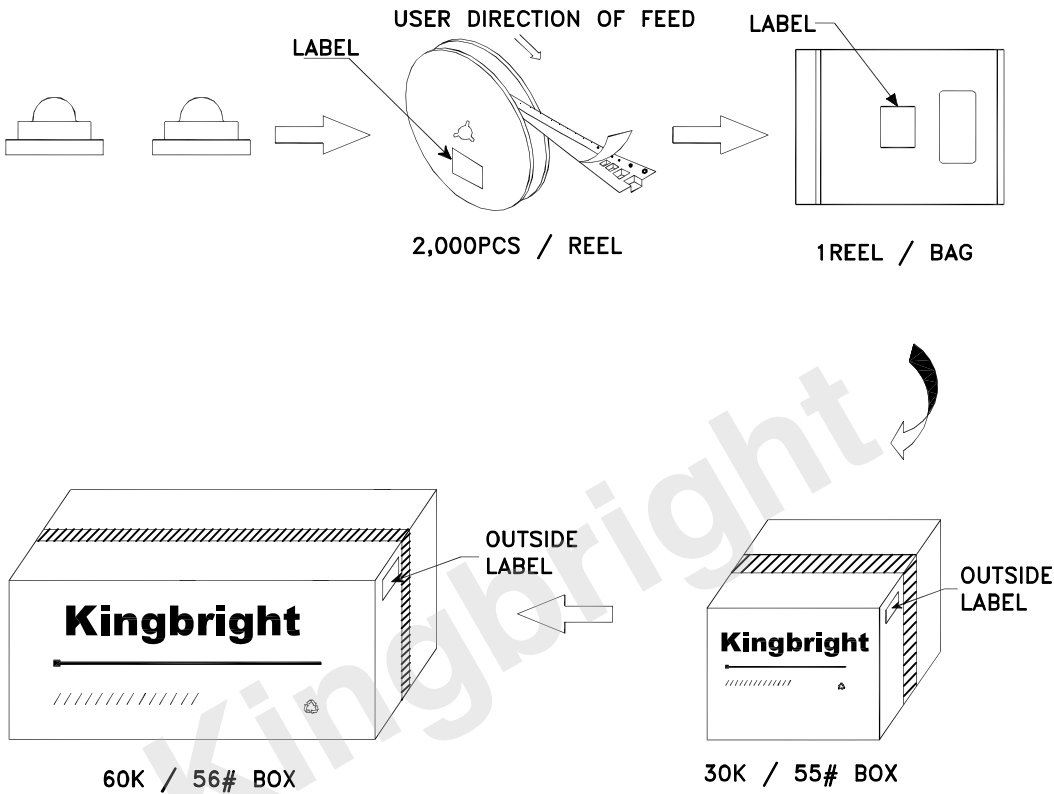 USER DIRECTION OF FEED
LABEL
LABEL
2,000PCS / REEL
1REEL / BAG
OUTSIDE
LABEL
Kingbright
60K / 56# BOX
OUTSIDE
LABEL
Kingbright
30K / 55# BOX
Kingbright